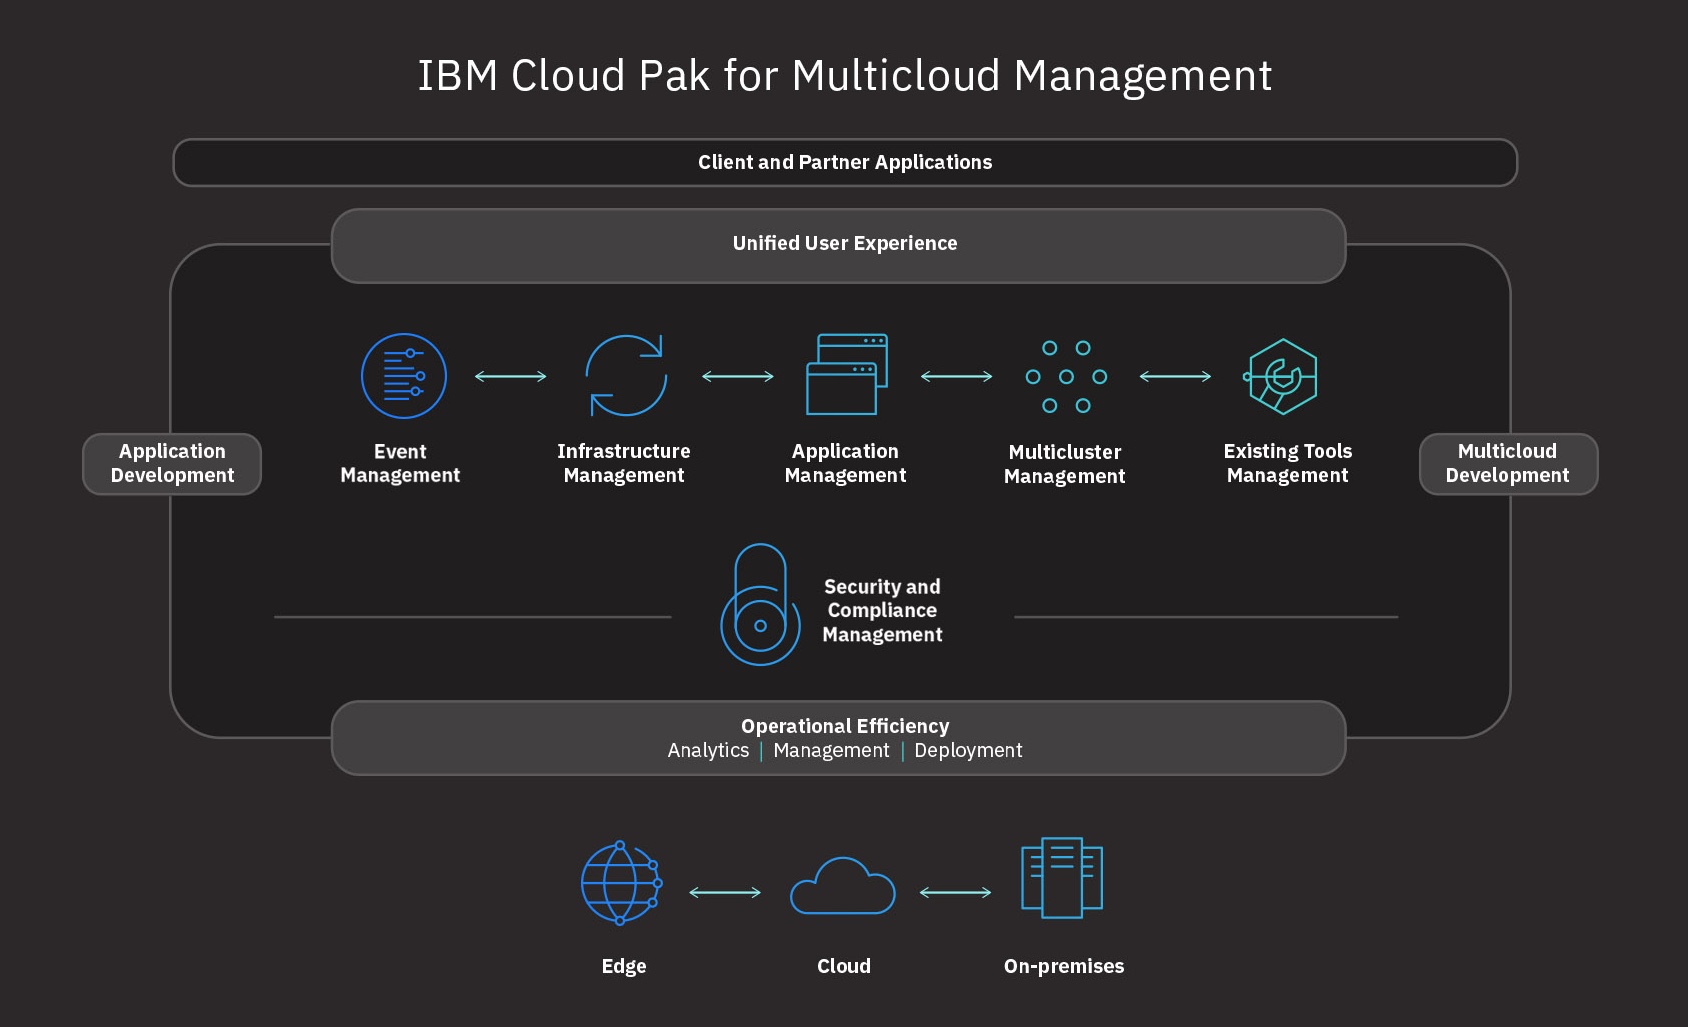 IBM Cloud Pak for Multicloud Management
Client and Partner Applications
Unified User Experience
Application
Development
Event
Management
Infrastructure
Management
Application
Management
Multicluster
Management
Existing Tools
Management
Multicloud
Development
Security and
Compliance
Management
Operational Efficiency
Analytics | Management | Deployment
Edge
Cloud
On-premises